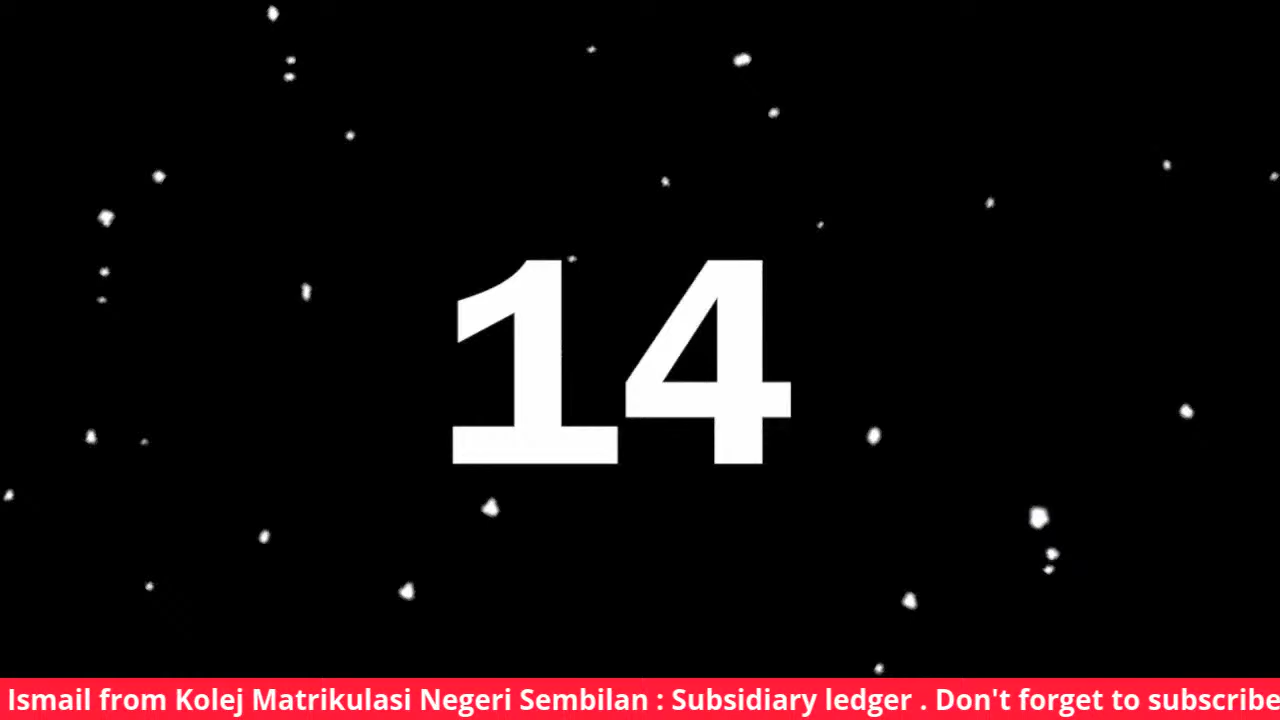 14
Ismail from Kolej Matrikulasi Negeri Sembilan : Subsidiary ledger . Don't forget to subscribe